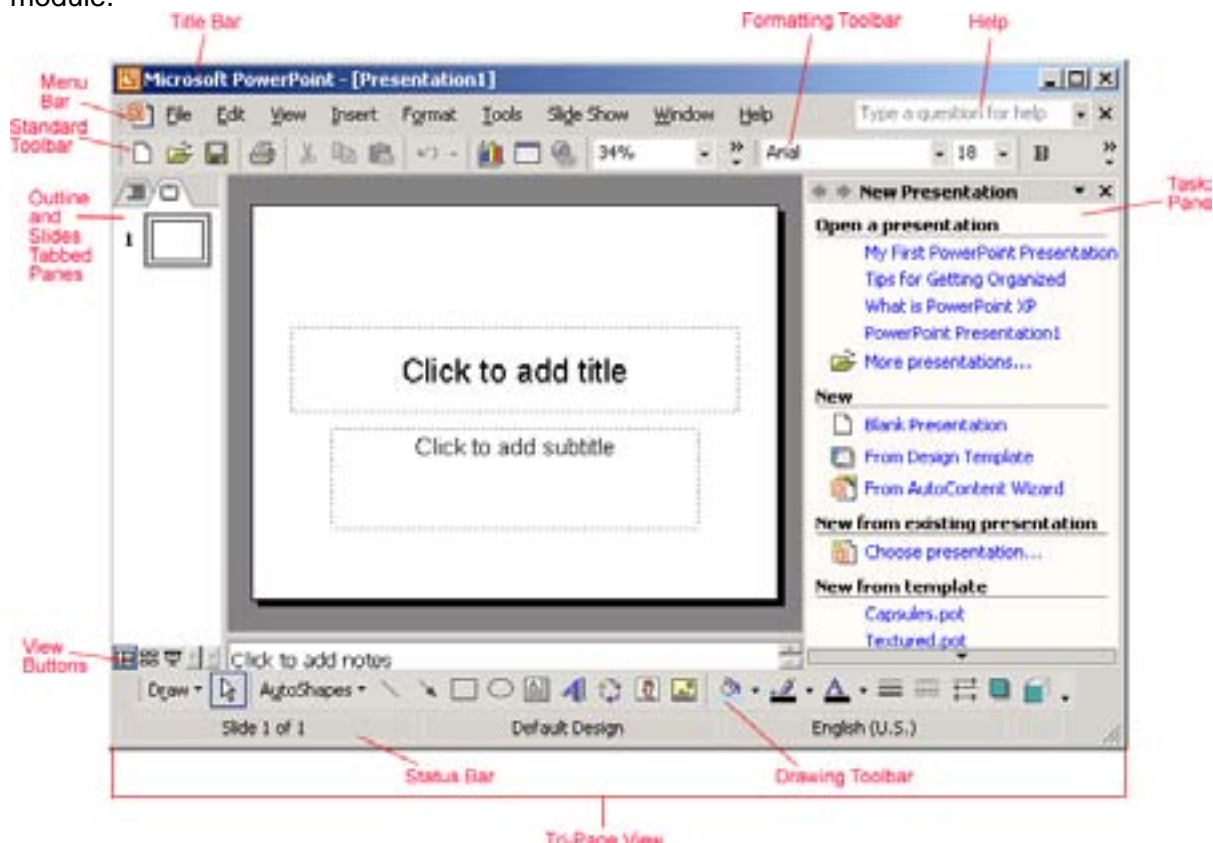 module.
Title Bar
Formatting Toolbar
Help
Menu
Bar
Standard
Toolbar
Outline
and
Slides
Tabbed
Panes
Task
Pane
Microsoft PowerPoint - [Presentation1]
File Edit View Insert Format Tools Slide Show Window Help Type a question for help
34% Arial 18 B
1
Click to add title
Click to add subtitle
New Presentation
Open a presentation
My First PowerPoint Presentation
Tips for Getting Organized
What is PowerPoint XP
PowerPoint Presentation1
More presentations...
New
Blank Presentation
From Design Template
From AutoContent Wizard
New from existing presentation
Choose presentation...
New from template
Capsules.pot
Textured.pot
View
Buttons
Click to add notes
Draw AutoShapes
Slide 1 of 1 Default Design English (U.S.)
Status Bar
Drawing Toolbar
Tri-Pane View